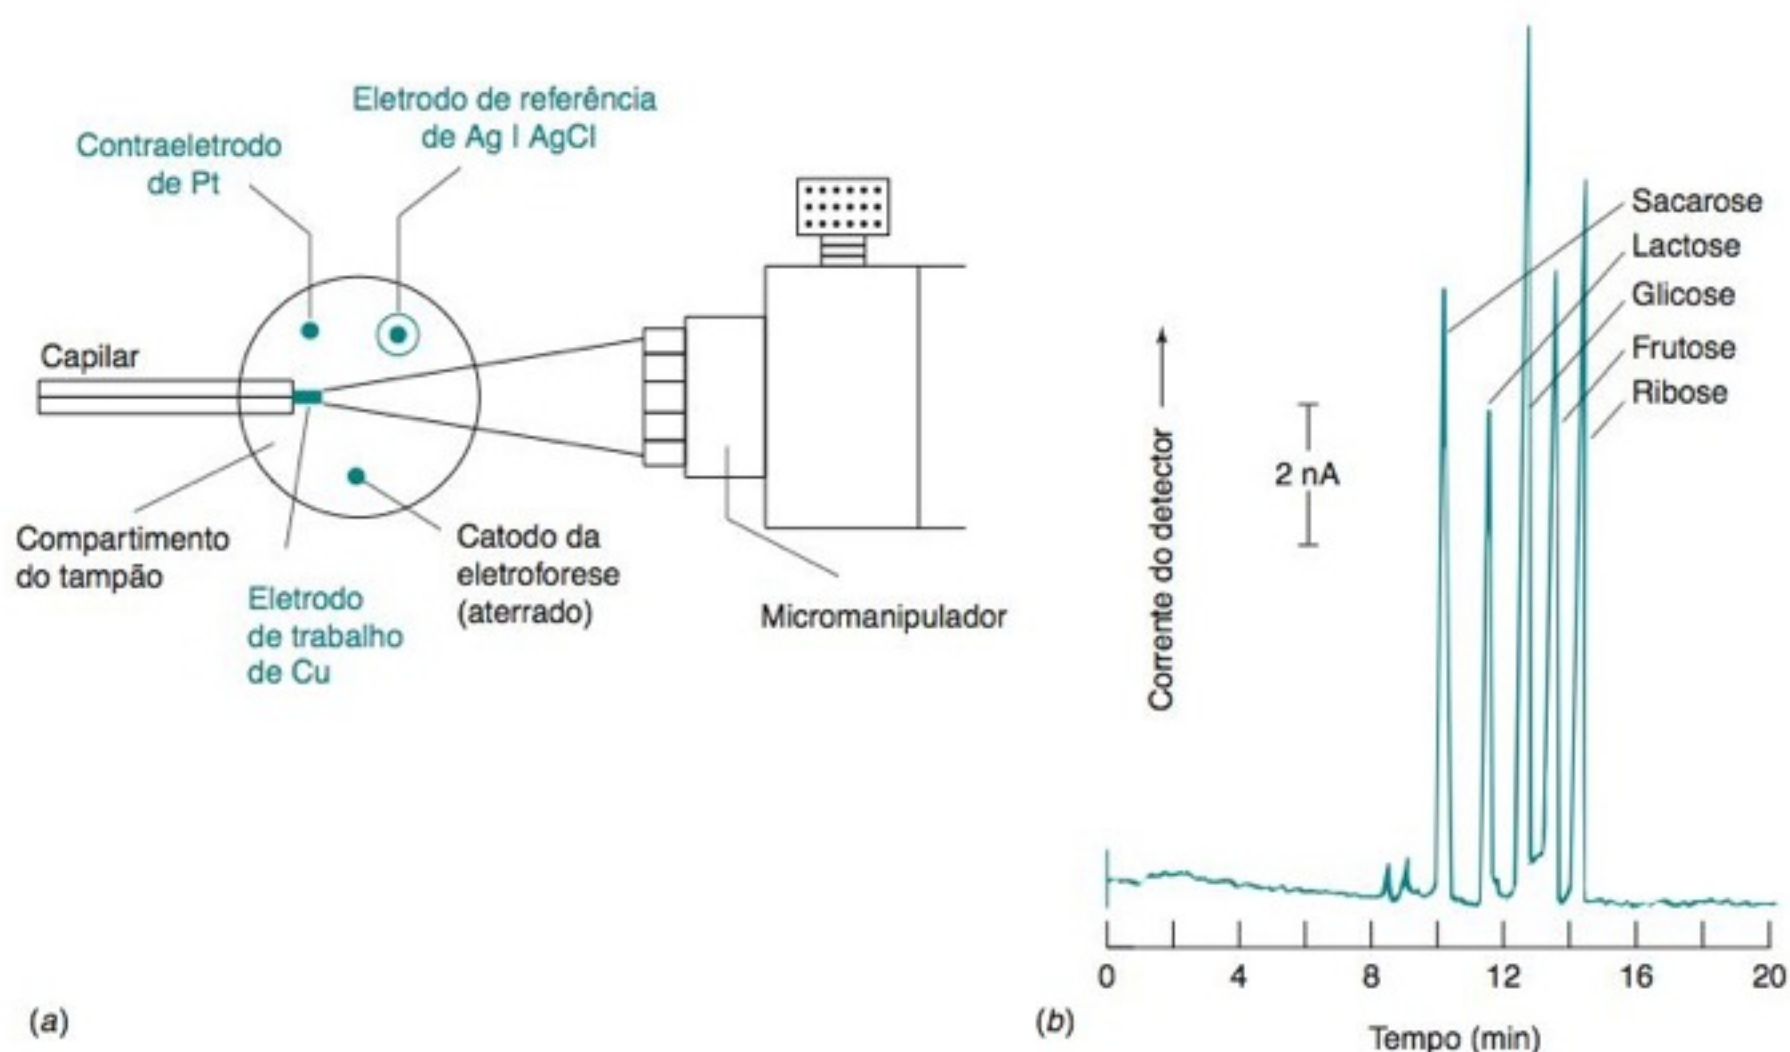 Eletrodo de referência
de Ag | AgCl
Contraeletrodo
de Pt
Capilar
Compartimento
do tampão
Eletrodo
de trabalho
de Cu
Catodo da
eletroforese
(aterrado)
Micromanipulador
(a)
Corrente do detector
2 nA
Sacarose
Lactose
Glicose
Frutose
Ribose
0 4 8 12 16 20
Tempo (min)
(b)